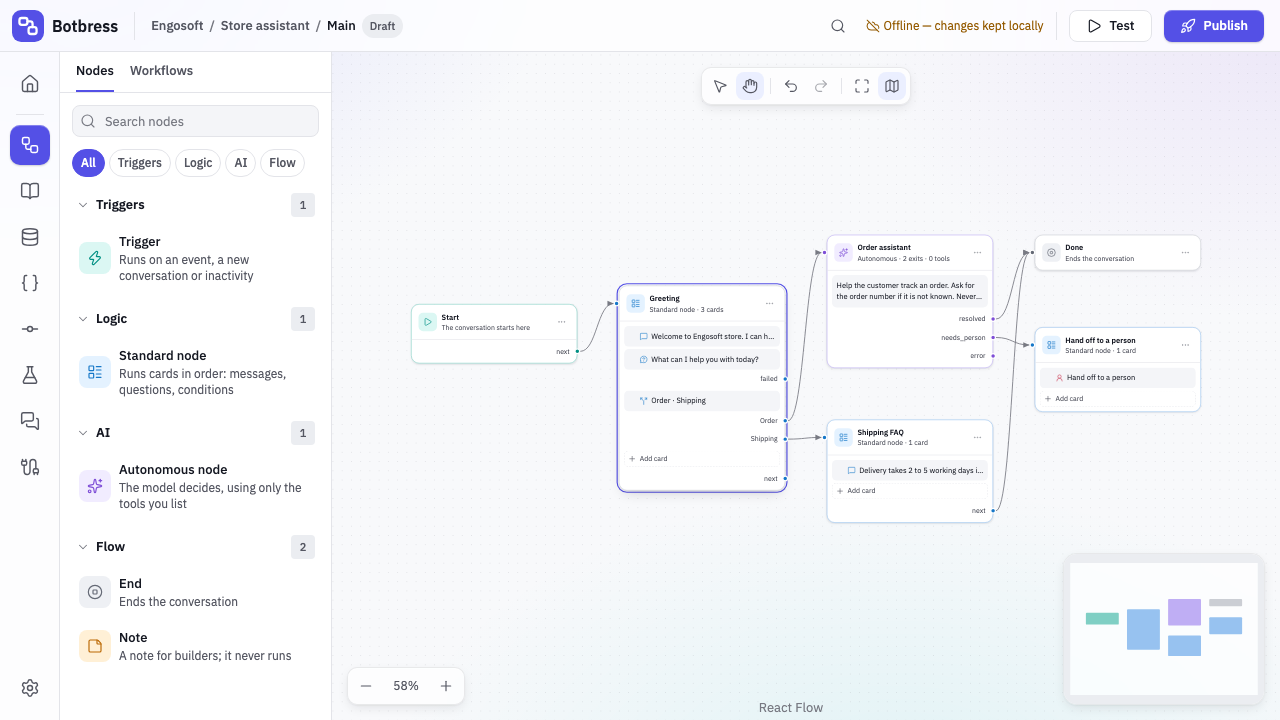 Botbress
Engosoft / Store assistant / Main Draft
Offline — changes kept locally
Test
Publish
Nodes
Workflows
Search nodes
All
Triggers
Logic
AI
Flow
Triggers
1
Trigger
Runs on an event, a new
conversation or inactivity
Logic
1
Standard node
Runs cards in order: messages,
questions, conditions
AI
1
Autonomous node
The model decides, using only the
tools you list
Flow
2
End
Ends the conversation
Note
A note for builders; it never runs
Start
The conversation starts here
next
Greeting
Standard node · 3 cards
Welcome to Engosoft store. I can h...
What can I help you with today?
failed
Order · Shipping
Order
Shipping
+ Add card
next
Order assistant
Autonomous · 2 exits · 0 tools
Help the customer track an order. Ask for
the order number if it is not known. Never...
resolved
needs_person
error
Shipping FAQ
Standard node · 1 card
Delivery takes 2 to 5 working days i...
+ Add card
next
Done
Ends the conversation
Hand off to a person
Standard node · 1 card
Hand off to a person
+ Add card
58%
React Flow